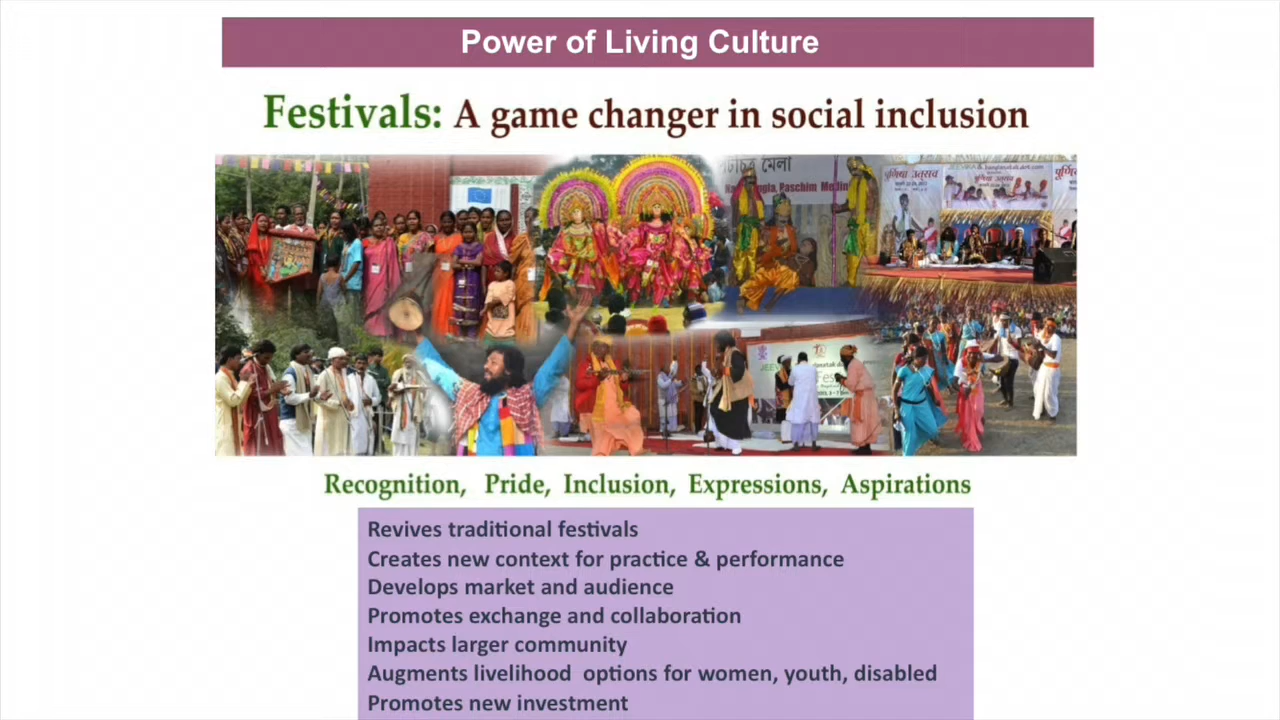 Power of Living Culture
Festivals: A game changer in social inclusion
মেলা
Paschim
Recognition, Pride, Inclusion, Expressions, Aspirations
Revives traditional festivals
Creates new context for practice & performance
Develops market and audience
Promotes exchange and collaboration
Impacts larger community
Augments livelihood options for women, youth, disabled
Promotes new investment